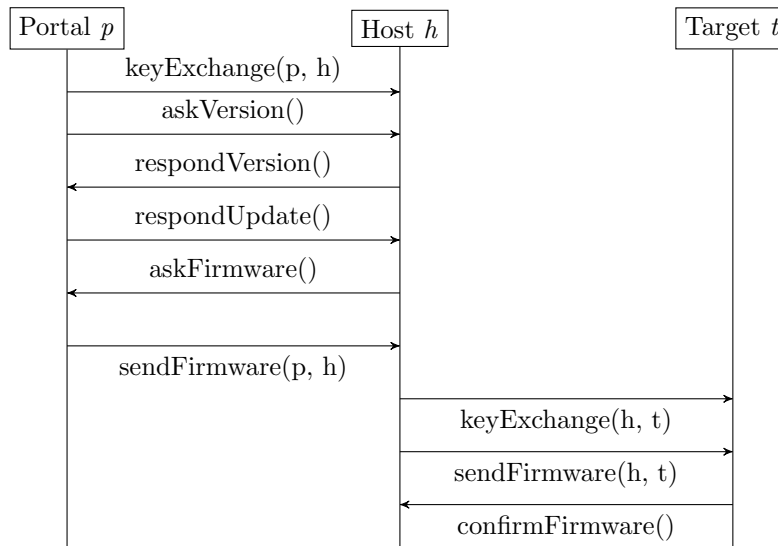 Portal p
Host h
Target t
keyExchange(p, h)
askVersion()
respondVersion()
respondUpdate()
askFirmware()
sendFirmware(p, h)
keyExchange(h, t)
sendFirmware(h, t)
confirmFirmware()